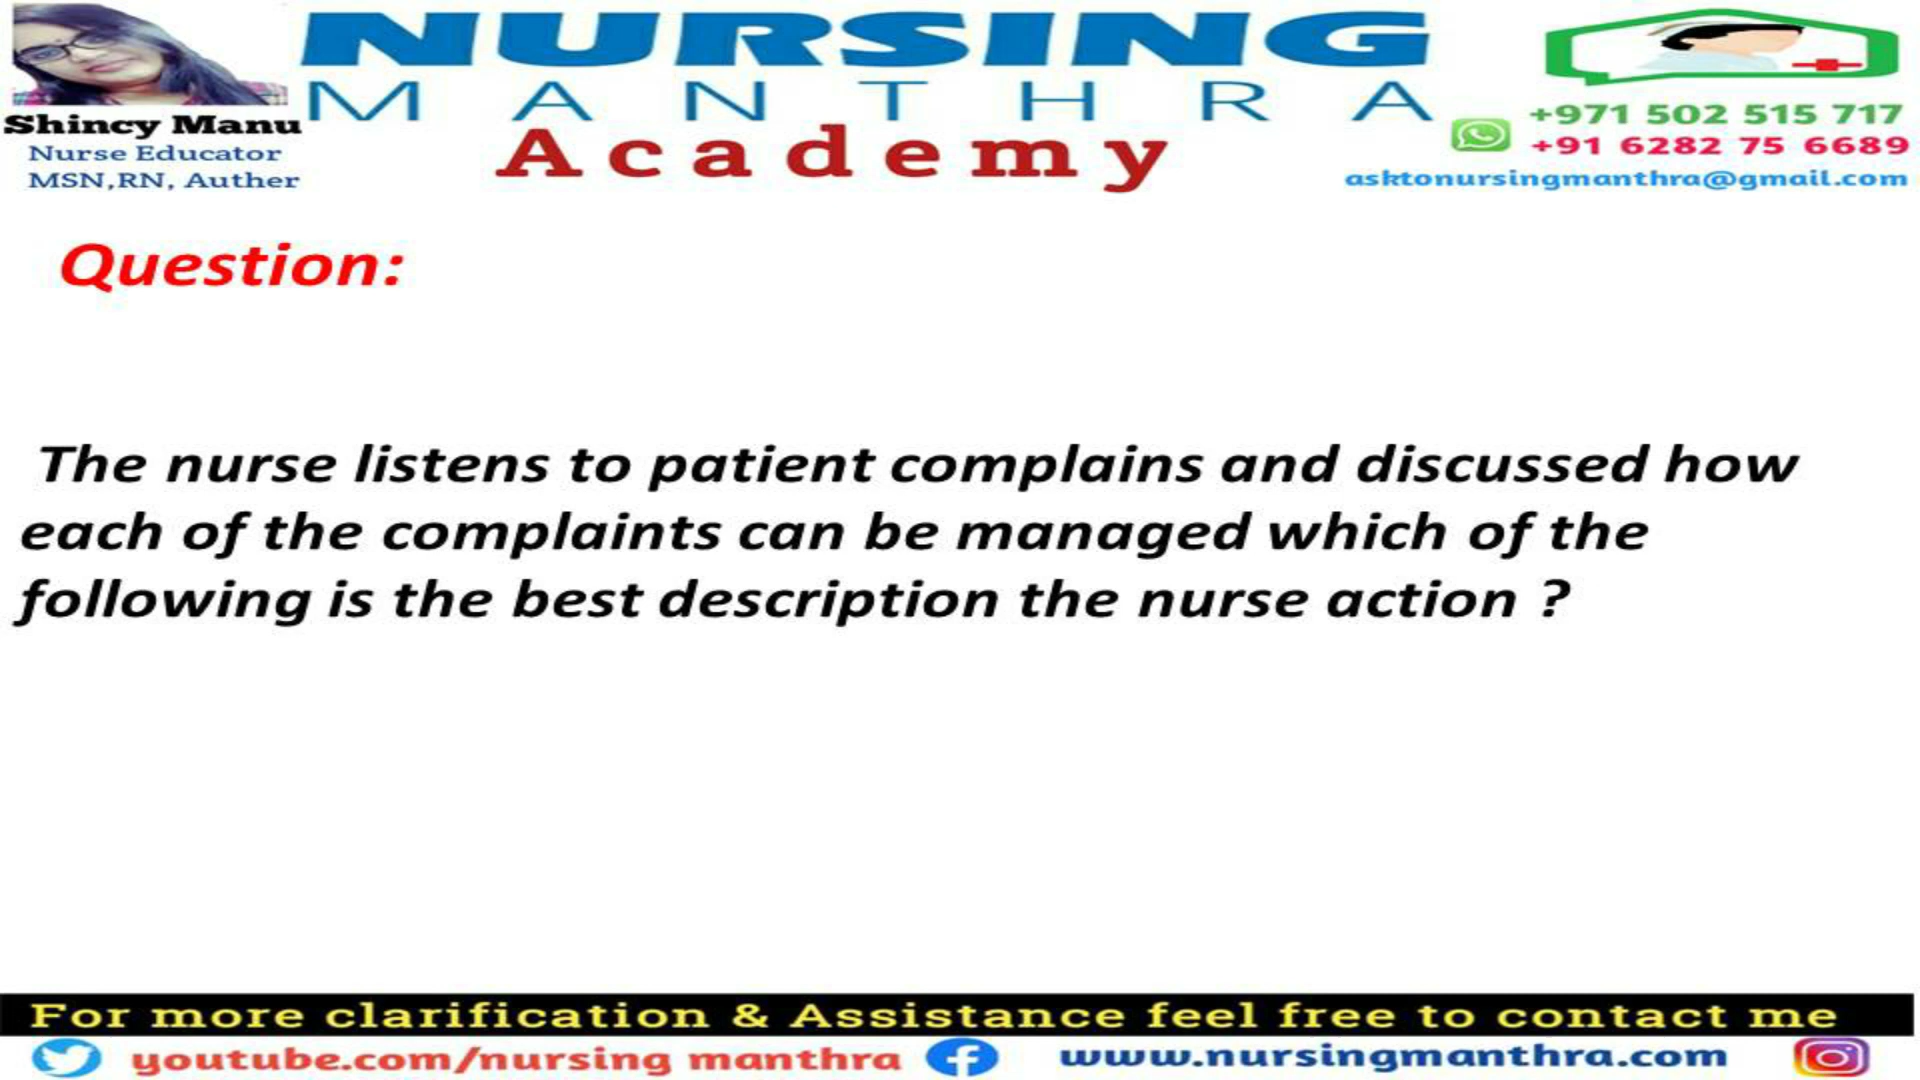 NURSING
MANTHRA
Academy
Shincy Manu
Nurse Educator
MSN,RN, Auther
+971 502 515 717
+91 6282 75 6689
asktonursingmanthra@gmail.com
Question:
The nurse listens to patient complains and discussed how
each of the complaints can be managed which of the
following is the best description the nurse action ?
For more clarification & Assistance feel free to contact me
youtube.com/nursing manthra
www.nursingmanthra.com